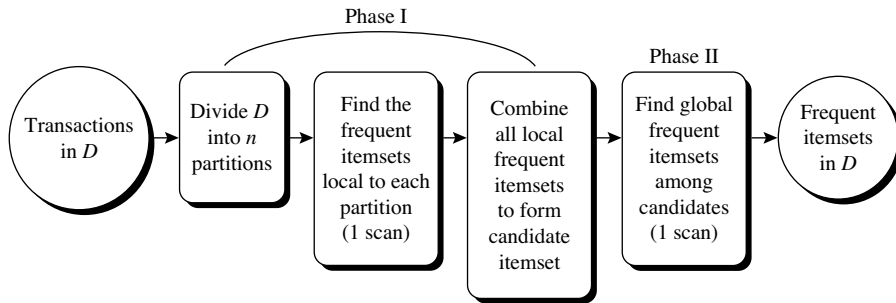 Phase I
Phase II
Transactions
in D
Divide D
into n
partitions
Find the
frequent
itemsets
local to each
partition
(1 scan)
Combine
all local
frequent
itemsets
to form
candidate
itemset
Find global
frequent
itemsets
among
candidates
(1 scan)
Frequent
itemsets
in D